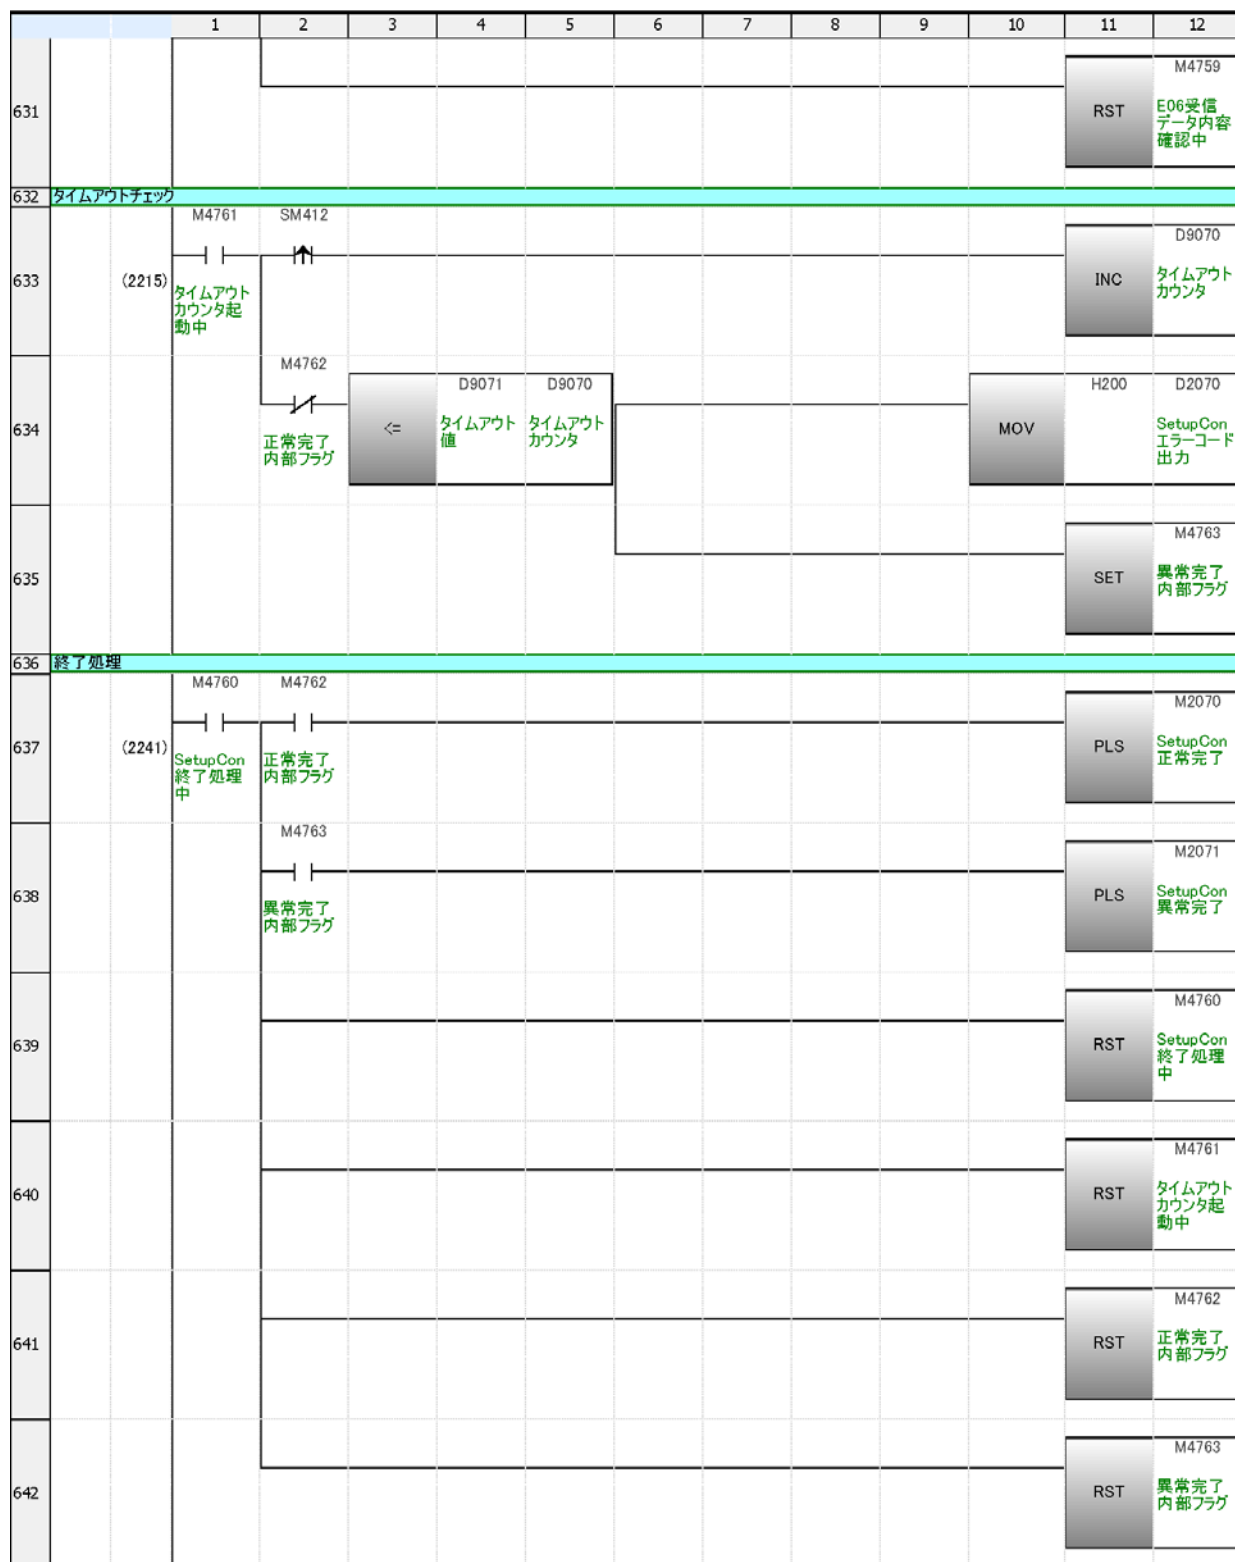 1 2 3 4 5 6 7 8 9 10 11 12
631
M4759
RST
E06受信
データ内容
確認中
632 タイムアウトチェック
M4761 SM412
D9070
633 (2215)
タイムアウト
カウンタ起
動中
INC
タイムアウト
カウンタ
M4762
634
正常完了
内部フラグ
<=
D9071 D9070
タイムアウト
値
タイムアウト
カウンタ
MOV
H200 D2070
SetupCon
エラーコード
出力
635
M4763
SET
異常完了
内部フラグ
636 終了処理
M4760 M4762
M2070
637 (2241)
SetupCon
終了処理
中
正常完了
内部フラグ
PLS
SetupCon
正常完了
M4763
M2071
638
異常完了
内部フラグ
PLS
SetupCon
異常完了
639
M4760
RST
SetupCon
終了処理
中
640
M4761
RST
タイムアウト
カウンタ起
動中
641
M4762
RST
正常完了
内部フラグ
642
M4763
RST
異常完了
内部フラグ